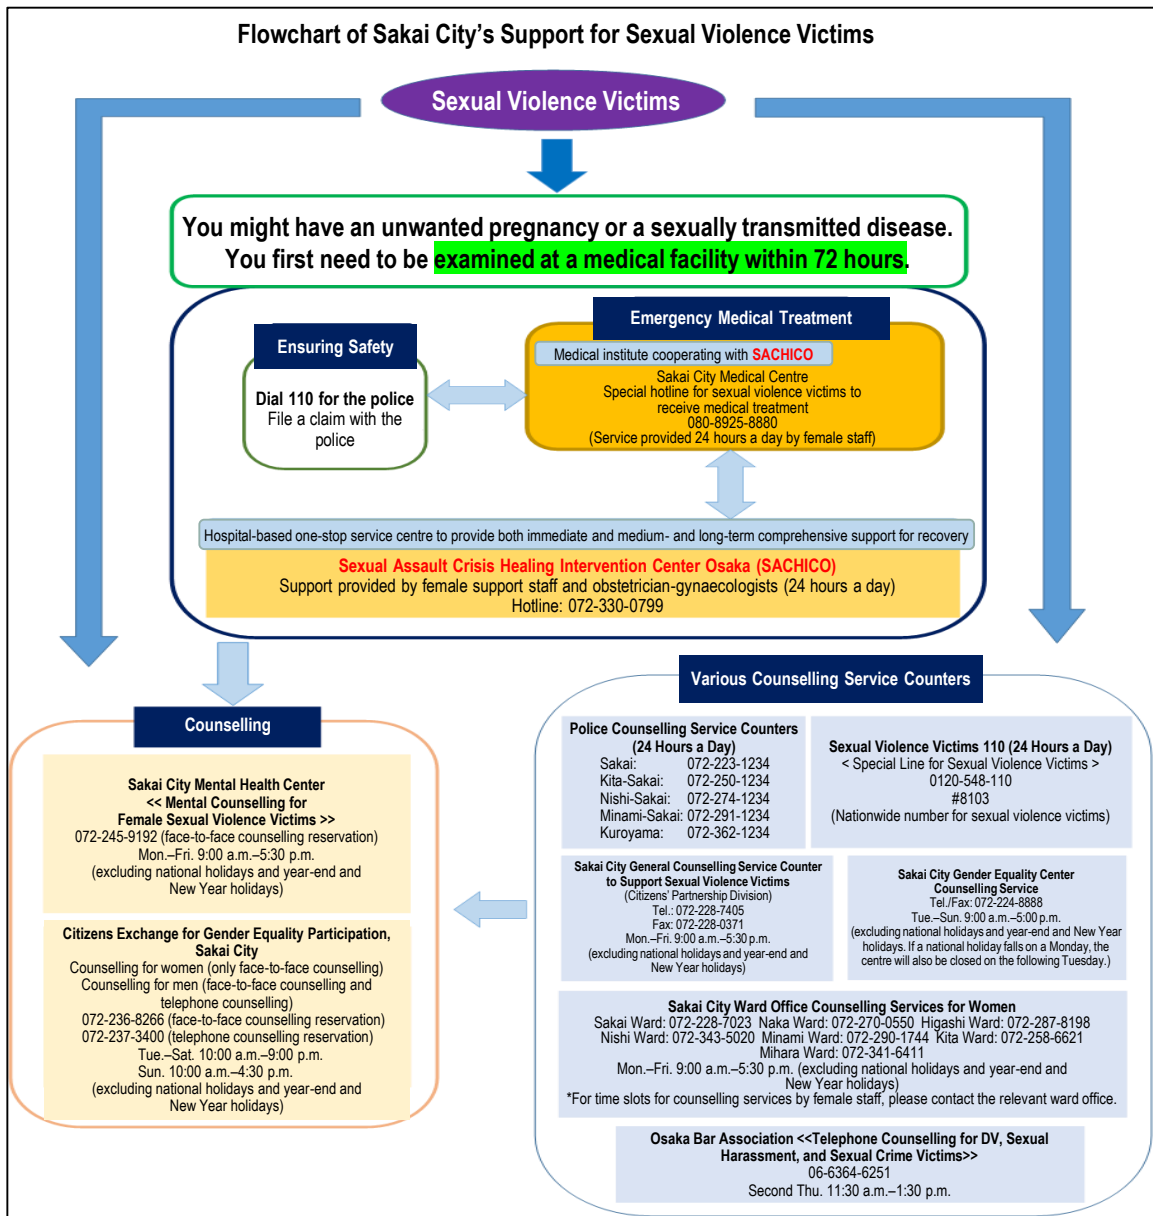 Flowchart of Sakai City's Support for Sexual Violence Victims
Sexual Violence Victims
You might have an unwanted pregnancy or a sexually transmitted disease.
You first need to be examined at a medical facility within 72 hours.
Ensuring Safety
Dial 110 for the police
File a claim with the
police
Emergency Medical Treatment
Medical institute cooperating with SACHICO
Sakai City Medical Centre
Special hotline for sexual violence victims to
receive medical treatment
080-8925-8880
(Service provided 24 hours a day by female staff)
Hospital-based one-stop service centre to provide both immediate and medium- and long-term comprehensive support for recovery
Sexual Assault Crisis Healing Intervention Center Osaka (SACHICO)
Support provided by female support staff and obstetrician-gynaecologists (24 hours a day)
Hotline: 072-330-0799
Counselling
Sakai City Mental Health Center
<< Mental Counselling for
Female Sexual Violence Victims >>
072-245-9192 (face-to-face counselling reservation)
Mon.–Fri. 9:00 a.m.–5:30 p.m.
(excluding national holidays and year-end and
New Year holidays)
Citizens Exchange for Gender Equality Participation,
Sakai City
Counselling for women (only face-to-face counselling)
Counselling for men (face-to-face counselling and
telephone counselling)
072-236-8266 (face-to-face counselling reservation)
072-237-3400 (telephone counselling reservation)
Tue.–Sat. 10:00 a.m.–9:00 p.m.
Sun. 10:00 a.m.–4:30 p.m.
(excluding national holidays and year-end and
New Year holidays)
Various Counselling Service Counters
Police Counselling Service Counters
(24 Hours a Day)
Sakai: 072-223-1234
Kita-Sakai: 072-250-1234
Nishi-Sakai: 072-274-1234
Minami-Sakai: 072-291-1234
Kuroyama: 072-362-1234
Sexual Violence Victims 110 (24 Hours a Day)
< Special Line for Sexual Violence Victims >
0120-548-110
#8103
(Nationwide number for sexual violence victims)
Sakai City General Counselling Service Counter
to Support Sexual Violence Victims
(Citizens' Partnership Division)
Tel.: 072-228-7405
Fax: 072-228-0371
Mon.–Fri. 9:00 a.m.–5:30 p.m.
(excluding national holidays and year-end and
New Year holidays)
Sakai City Gender Equality Center
Counselling Service
Tel./Fax: 072-224-8888
Tue.–Sun. 9:00 a.m.–5:00 p.m.
(excluding national holidays and year-end and New Year
holidays. If a national holiday falls on a Monday, the
centre will also be closed on the following Tuesday.)
Sakai City Ward Office Counselling Services for Women
Sakai Ward: 072-228-7023 Naka Ward: 072-270-0550 Higashi Ward: 072-287-8198
Nishi Ward: 072-343-5020 Minami Ward: 072-290-1744 Kita Ward: 072-258-6621
Mihara Ward: 072-341-6411
Mon.–Fri. 9:00 a.m.–5:30 p.m. (excluding national holidays and year-end and
New Year holidays)
*For time slots for counselling services by female staff, please contact the relevant ward office.
Osaka Bar Association <<Telephone Counselling for DV, Sexual
Harassment, and Sexual Crime Victims>>
06-6364-6251
Second Thu. 11:30 a.m.–1:30 p.m.